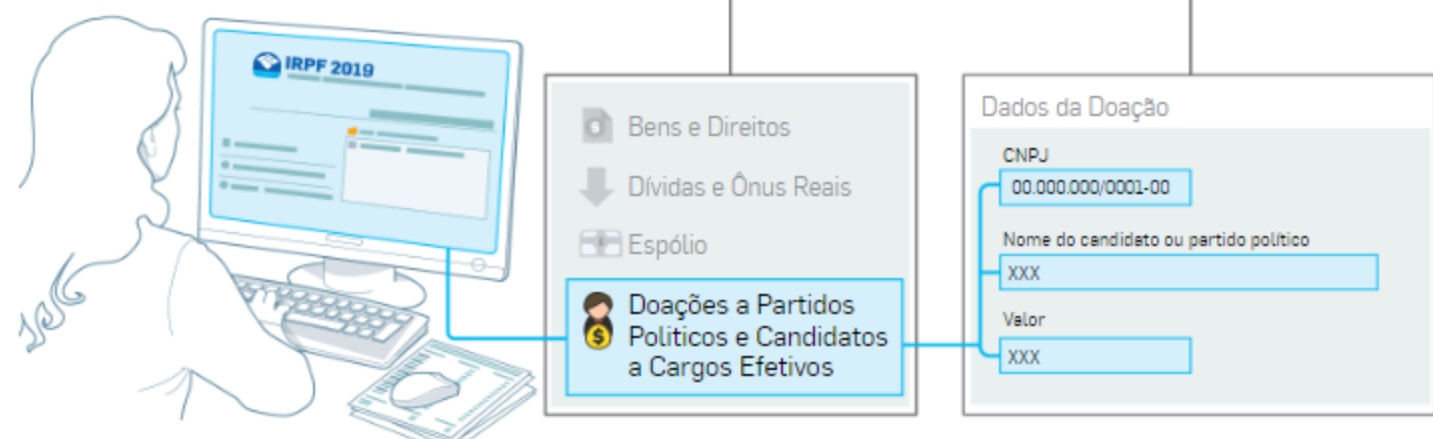 IRPF 2019
Bens e Direitos
Dívidas e Ônus Reais
Espólio
Doações a Partidos
Politicos e Candidatos
a Cargos Efetivos
Dados da Doação
CNPJ
00.000.000/0001-00
Nome do candidato ou partido político
XXX
Valor
XXX